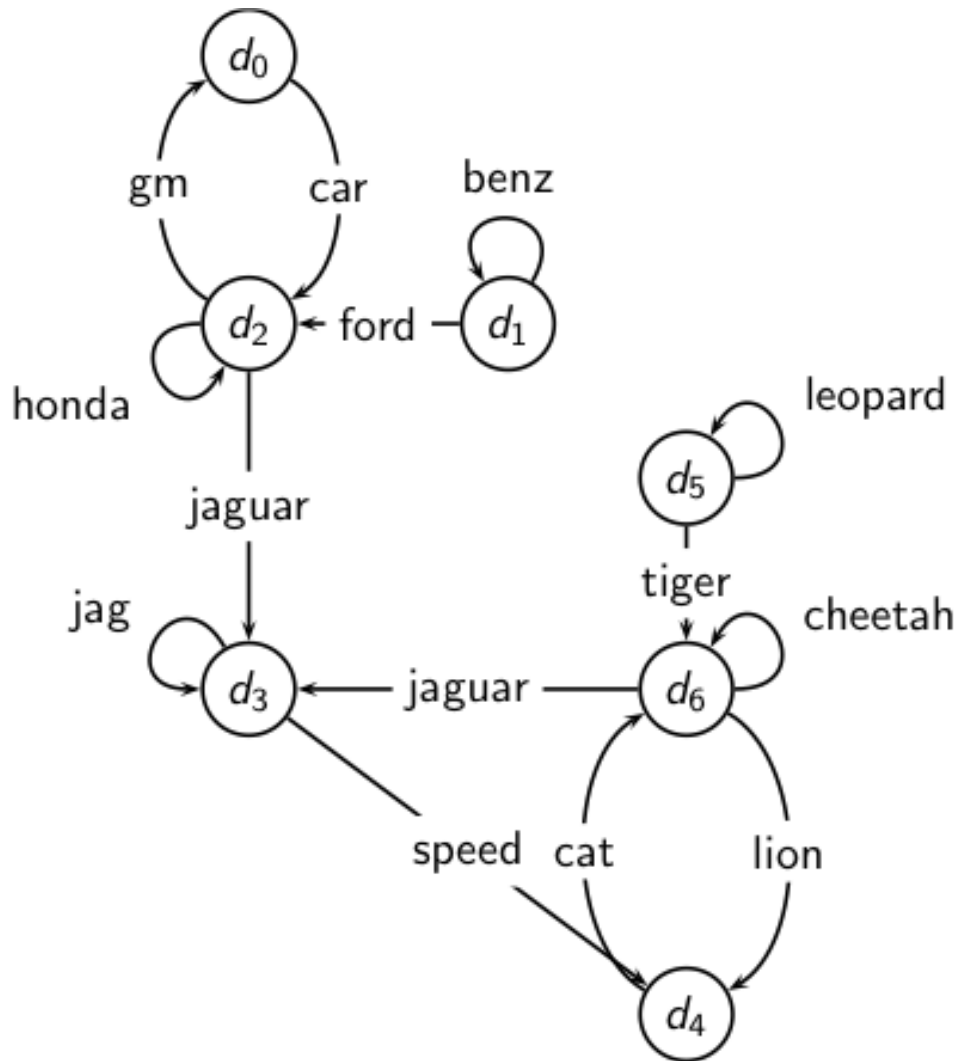 d0
gm
car
benz
d2
ford
d1
honda
leopard
d5
jaguar
tiger
jag
cheetah
d3
jaguar
d6
speed
cat
lion
d4